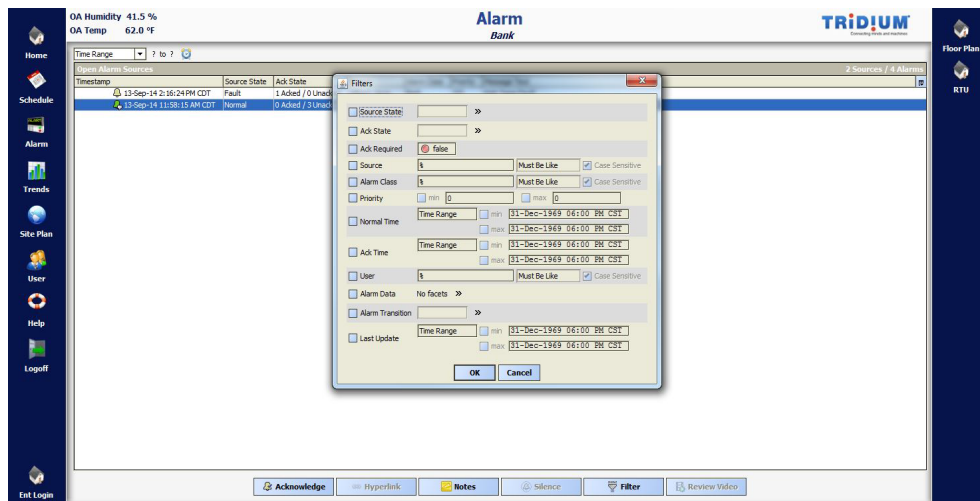 OA Humidity 41.5 %
OA Temp 62.0 °F
Alarm
Bank
TRIDIUM
Connecting minds and machines
Home
Schedule
Alarm
Trends
Site Plan
User
Help
Logoff
Ent Login
Floor Plan
RTU
Time Range ? to ?
Open Alarm Sources 2 Sources / 4 Alarms
Timestamp Source State Ack State
13-Sep-14 2:16:24 PM CDT Fault 1 Acked / 0 Unack
13-Sep-14 11:58:15 AM CDT Normal 0 Acked / 3 Unack
Filters
Source State »
Ack State »
Ack Required false
Source % Must Be Like Case Sensitive
Alarm Class % Must Be Like Case Sensitive
Priority min 0 max 0
Normal Time Time Range min 31-Dec-1969 06:00 PM CST
max 31-Dec-1969 06:00 PM CST
Ack Time Time Range min 31-Dec-1969 06:00 PM CST
max 31-Dec-1969 06:00 PM CST
User % Must Be Like Case Sensitive
Alarm Data No facets »
Alarm Transition »
Last Update Time Range min 31-Dec-1969 06:00 PM CST
max 31-Dec-1969 06:00 PM CST
OK Cancel
Acknowledge Hyperlink Notes Silence Filter Review Video